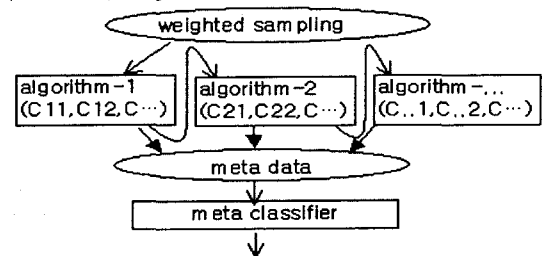 weighted sampling
algorithm-1
(C11,C12,C…)
algorithm-2
(C21,C22,C…)
algorithm-...
(C..1,C..2,C…)
meta data
meta classifier